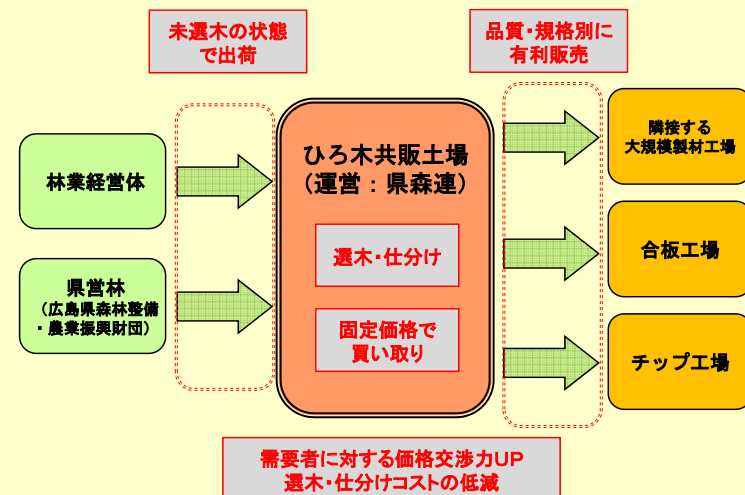 未選木の状態
で出荷
品質・規格別に
有利販売
林業経営体
県営林
（広島県森林整備
・農業振興財団）
ひろ木共販土場
（運営：県森連）
選木・仕分け
固定価格で
買い取り
隣接する
大規模製材工場
合板工場
チップ工場
需要者に対する価格交渉力UP
選木・仕分けコストの低減